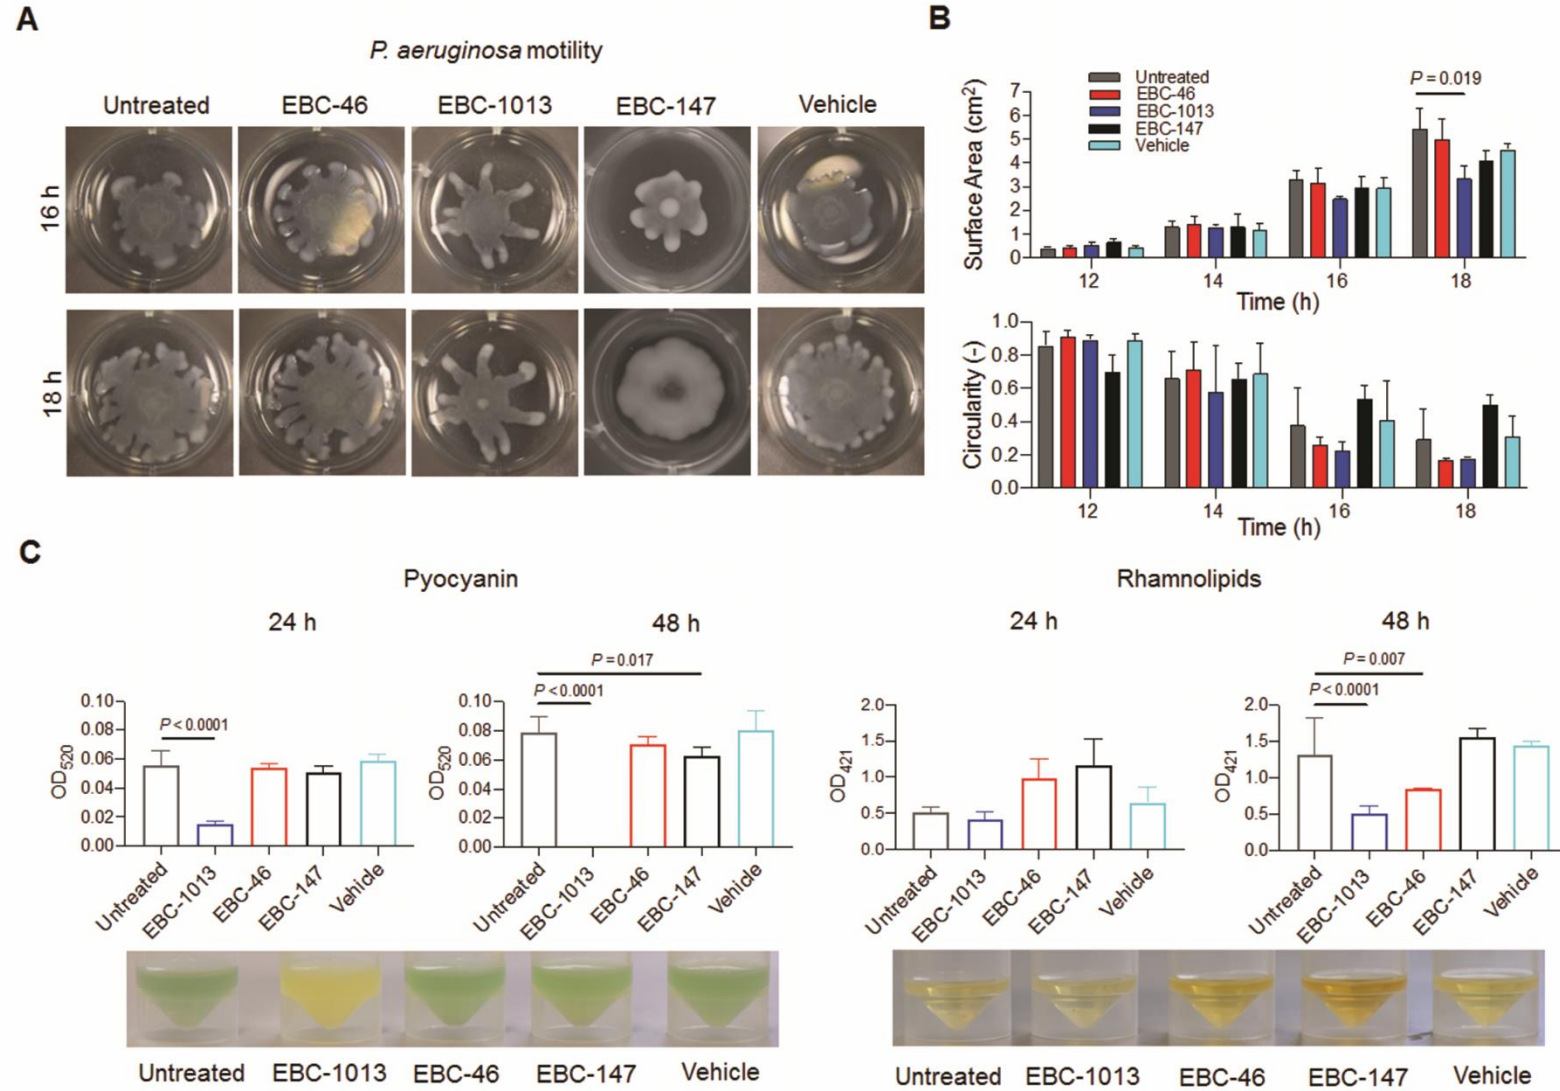 A
P. aeruginosa motility
Untreated EBC-46 EBC-1013 EBC-147 Vehicle
16 h
18 h
B
Untreated
EBC-46
EBC-1013
EBC-147
Vehicle
P = 0.019
Surface Area (cm2)
7
6
5
4
3
2
1
0
12 14 16 18
Time (h)
Circularity (-)
1.0
0.8
0.6
0.4
0.2
0.0
12 14 16 18
Time (h)
C
Pyocyanin
24 h 48 h
P < 0.0001
OD520
0.10
0.08
0.06
0.04
0.02
0.00
Untreated EBC-1013 EBC-46 EBC-147 Vehicle
P = 0.017
P < 0.0001
OD520
0.10
0.08
0.06
0.04
0.02
0.00
Untreated EBC-1013 EBC-46 EBC-147 Vehicle
Untreated EBC-1013 EBC-46 EBC-147 Vehicle
Rhamnolipids
24 h 48 h
OD421
2.0
1.5
1.0
0.5
0.0
Untreated EBC-1013 EBC-46 EBC-147 Vehicle
P = 0.007
P < 0.0001
OD421
2.0
1.5
1.0
0.5
0.0
Untreated EBC-1013 EBC-46 EBC-147 Vehicle
Untreated EBC-1013 EBC-46 EBC-147 Vehicle